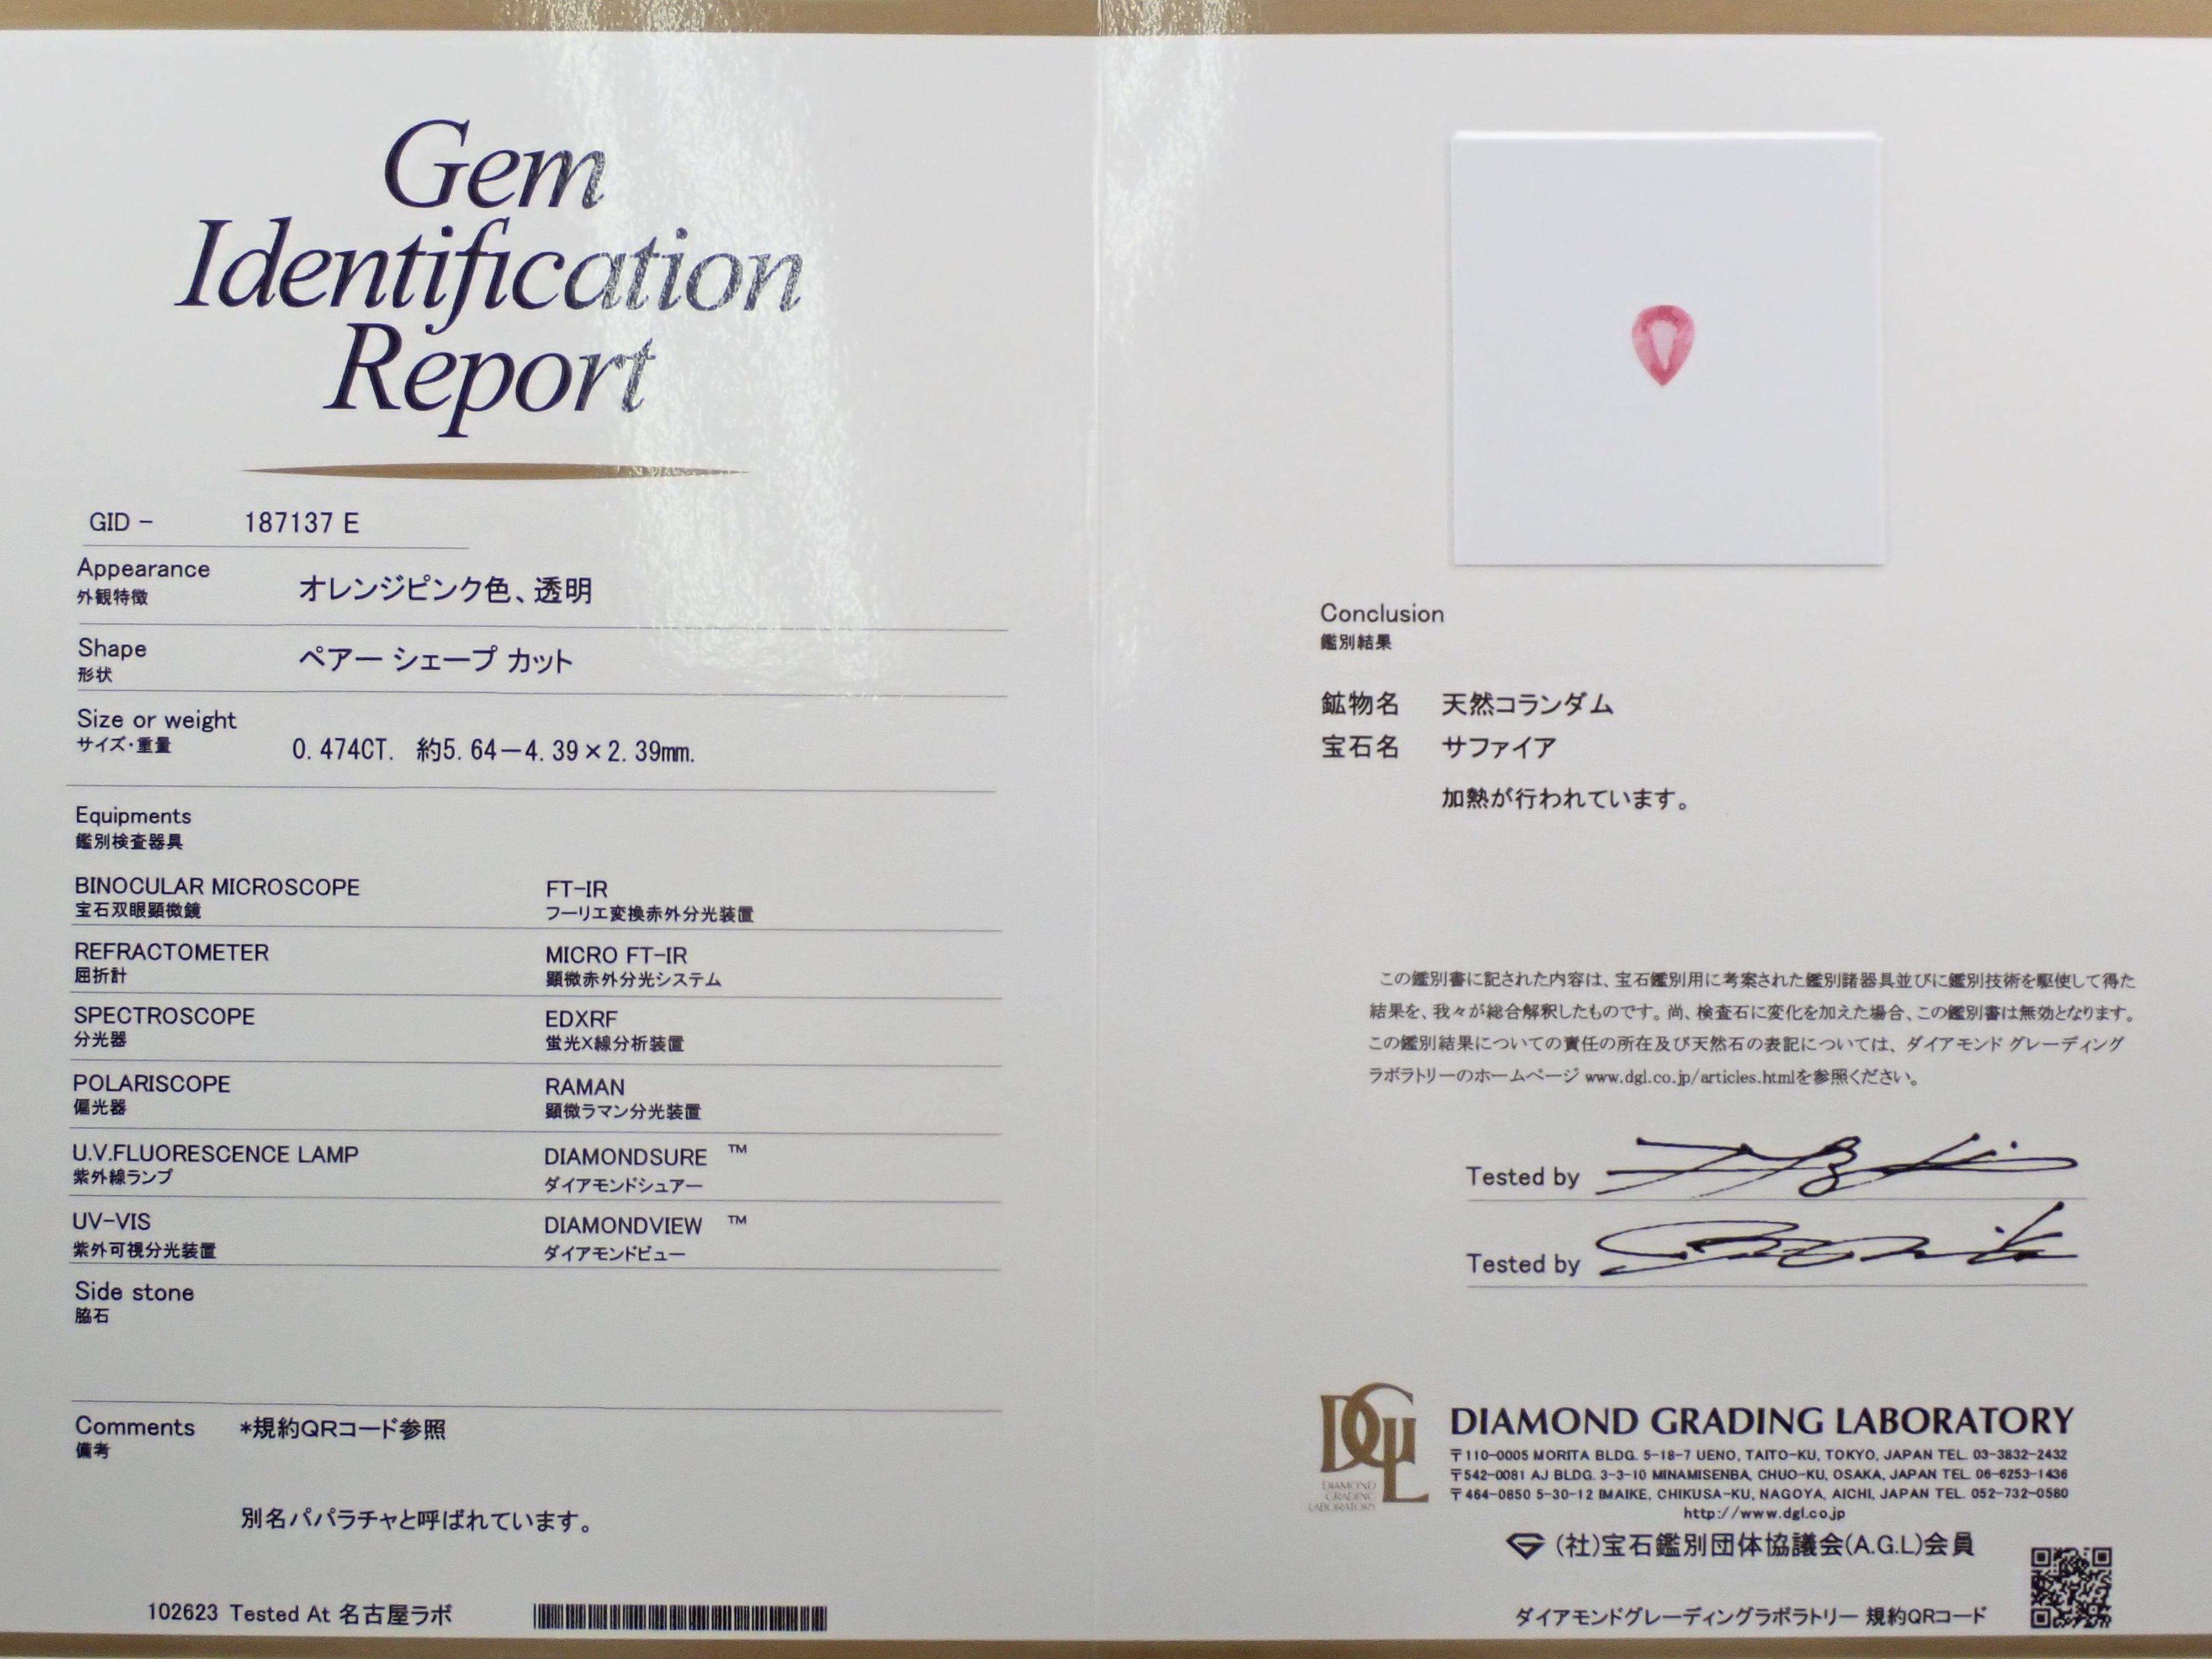 Gem
Identification
Report
GID - 187137 E
Appearance
外観特徴
オレンジピンク色、透明
Shape
形状
ペアー シェープ カット
Size or weight
サイズ・重量
0.474CT. 約5.64-4.39×2.39mm.
Equipments
鑑別検査器具
BINOCULAR MICROSCOPE
宝石双眼顕微鏡
FT-IR
フーリエ変換赤外分光装置
REFRACTOMETER
屈折計
MICRO FT-IR
顕微赤外分光システム
SPECTROSCOPE
分光器
EDXRF
蛍光X線分析装置
POLARISCOPE
偏光器
RAMAN
顕微ラマン分光装置
U.V.FLUORESCENCE LAMP
紫外線ランプ
DIAMONDSURE ™
ダイアモンドシュアー
UV-VIS
紫外可視分光装置
DIAMONDVIEW ™
ダイアモンドビュー
Side stone
脇石
Comments *規約QRコード参照
備考
別名パパラチャと呼ばれています。
102623 Tested At 名古屋ラボ
Conclusion
鑑別結果
鉱物名 天然コランダム
宝石名 サファイア
加熱が行われています。
この鑑別書に記された内容は、宝石鑑別用に考案された鑑別諸器具並びに鑑別技術を駆使して得た
結果を、我々が総合解釈したものです。尚、検査石に変化を加えた場合、この鑑別書は無効となります。
この鑑別結果についての責任の所在及び天然石の表記については、ダイアモンド グレーディング
ラボラトリーのホームページ www.dgl.co.jp/articles.htmlを参照ください。
Tested by
Tested by
DGL
DIAMOND
GRADING
LABORATORY
DIAMOND GRADING LABORATORY
〒110-0005 MORITA BLDG. 5-18-7 UENO, TAITO-KU, TOKYO, JAPAN TEL. 03-3832-2432
〒542-0081 AJ BLDG. 3-3-10 MINAMISENBA, CHUO-KU, OSAKA, JAPAN TEL. 06-6253-1436
〒464-0850 5-30-12 IMAIKE, CHIKUSA-KU, NAGOYA, AICHI, JAPAN TEL. 052-732-0580
http://www.dgl.co.jp
(社)宝石鑑別団体協議会(A.G.L)会員
ダイアモンドグレーディングラボラトリー 規約QRコード